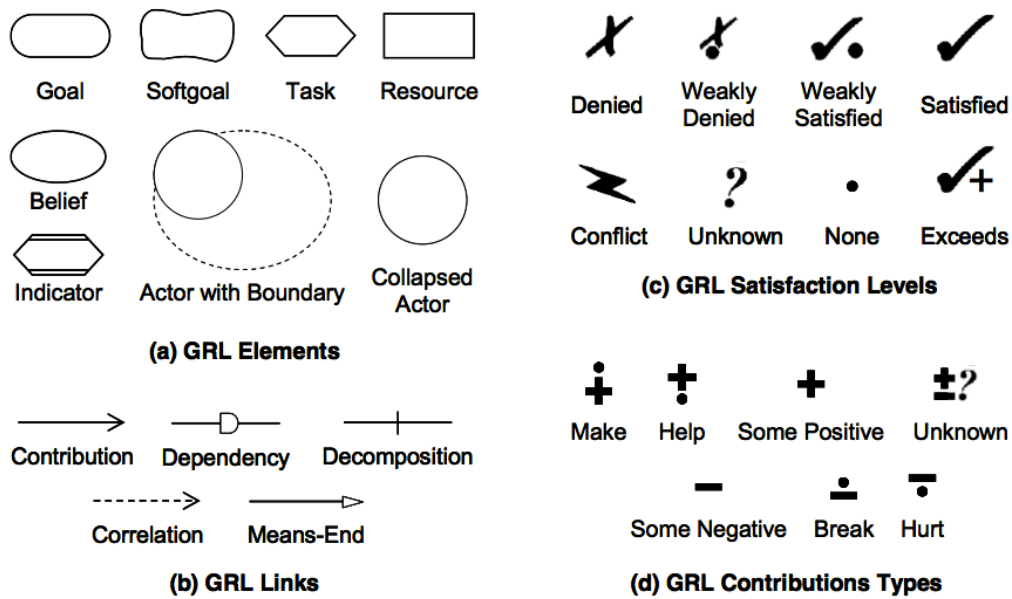 Goal Softgoal Task Resource
Belief
Indicator Actor with Boundary Collapsed
Actor
(a) GRL Elements
Contribution Dependency Decomposition
Correlation Means-End
(b) GRL Links
Denied Weakly
Denied Weakly
Satisfied Satisfied
?
Conflict Unknown None Exceeds
(c) GRL Satisfaction Levels
?
Make Help Some Positive Unknown
Some Negative Break Hurt
(d) GRL Contributions Types